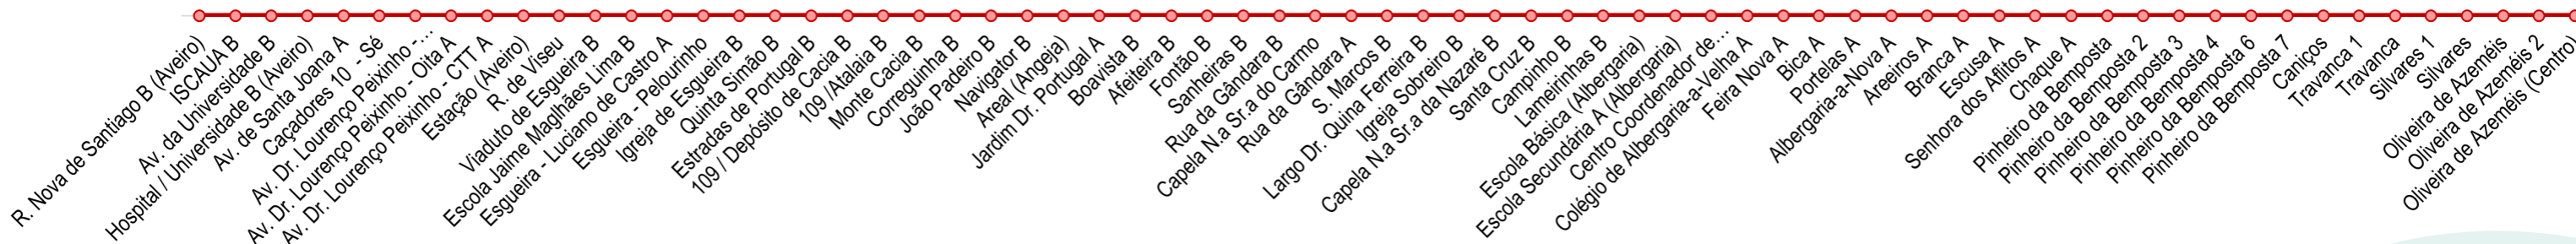 R. Nova de Santiago B (Aveiro)
ISCAUA B
Av. da Universidade B
Hospital / Universidade B (Aveiro)
Av. de Santa Joana A
Caçadores 10 - Sé
Av. Dr. Lourenço Peixinho -...
Av. Dr. Lourenço Peixinho - Oita A
Av. Dr. Lourenço Peixinho - CTT A
Estação (Aveiro)
R. de Viseu
Viaduto de Esgueira B
Escola Jaime Maglhães Lima B
Esgueira - Luciano de Castro A
Esgueira - Pelourinho
Igreja de Esgueira B
Quinta Simão B
Estradas de Portugal B
109 / Depósito de Cacia B
109 /Atalaia B
Monte Cacia B
Correguinha B
João Padeiro B
Navigator B
Areal (Angeja)
Jardim Dr. Portugal A
Boavista B
Afeiteira B
Fontão B
Sanheiras B
Rua da Gândara B
Capela N.a Sr.a do Carmo
Rua da Gândara A
S. Marcos B
Largo Dr. Quina Ferreira B
Igreja Sobreiro B
Capela N.a Sr.a da Nazaré B
Santa Cruz B
Campinho B
Lameirinhas B
Escola Básica (Albergaria)
Escola Secundária A (Albergaria)
Centro Coordenador de...
Colégio de Albergaria-a-Velha A
Feira Nova A
Bica A
Portelas A
Albergaria-a-Nova A
Areeiros A
Branca A
Escusa A
Senhora dos Aflitos A
Chaque A
Pinheiro da Bemposta
Pinheiro da Bemposta 2
Pinheiro da Bemposta 3
Pinheiro da Bemposta 4
Pinheiro da Bemposta 6
Pinheiro da Bemposta 7
Caniços
Travanca 1
Travanca
Silvares 1
Silvares
Oliveira de Azeméis
Oliveira de Azeméis 2
Oliveira de Azeméis (Centro)